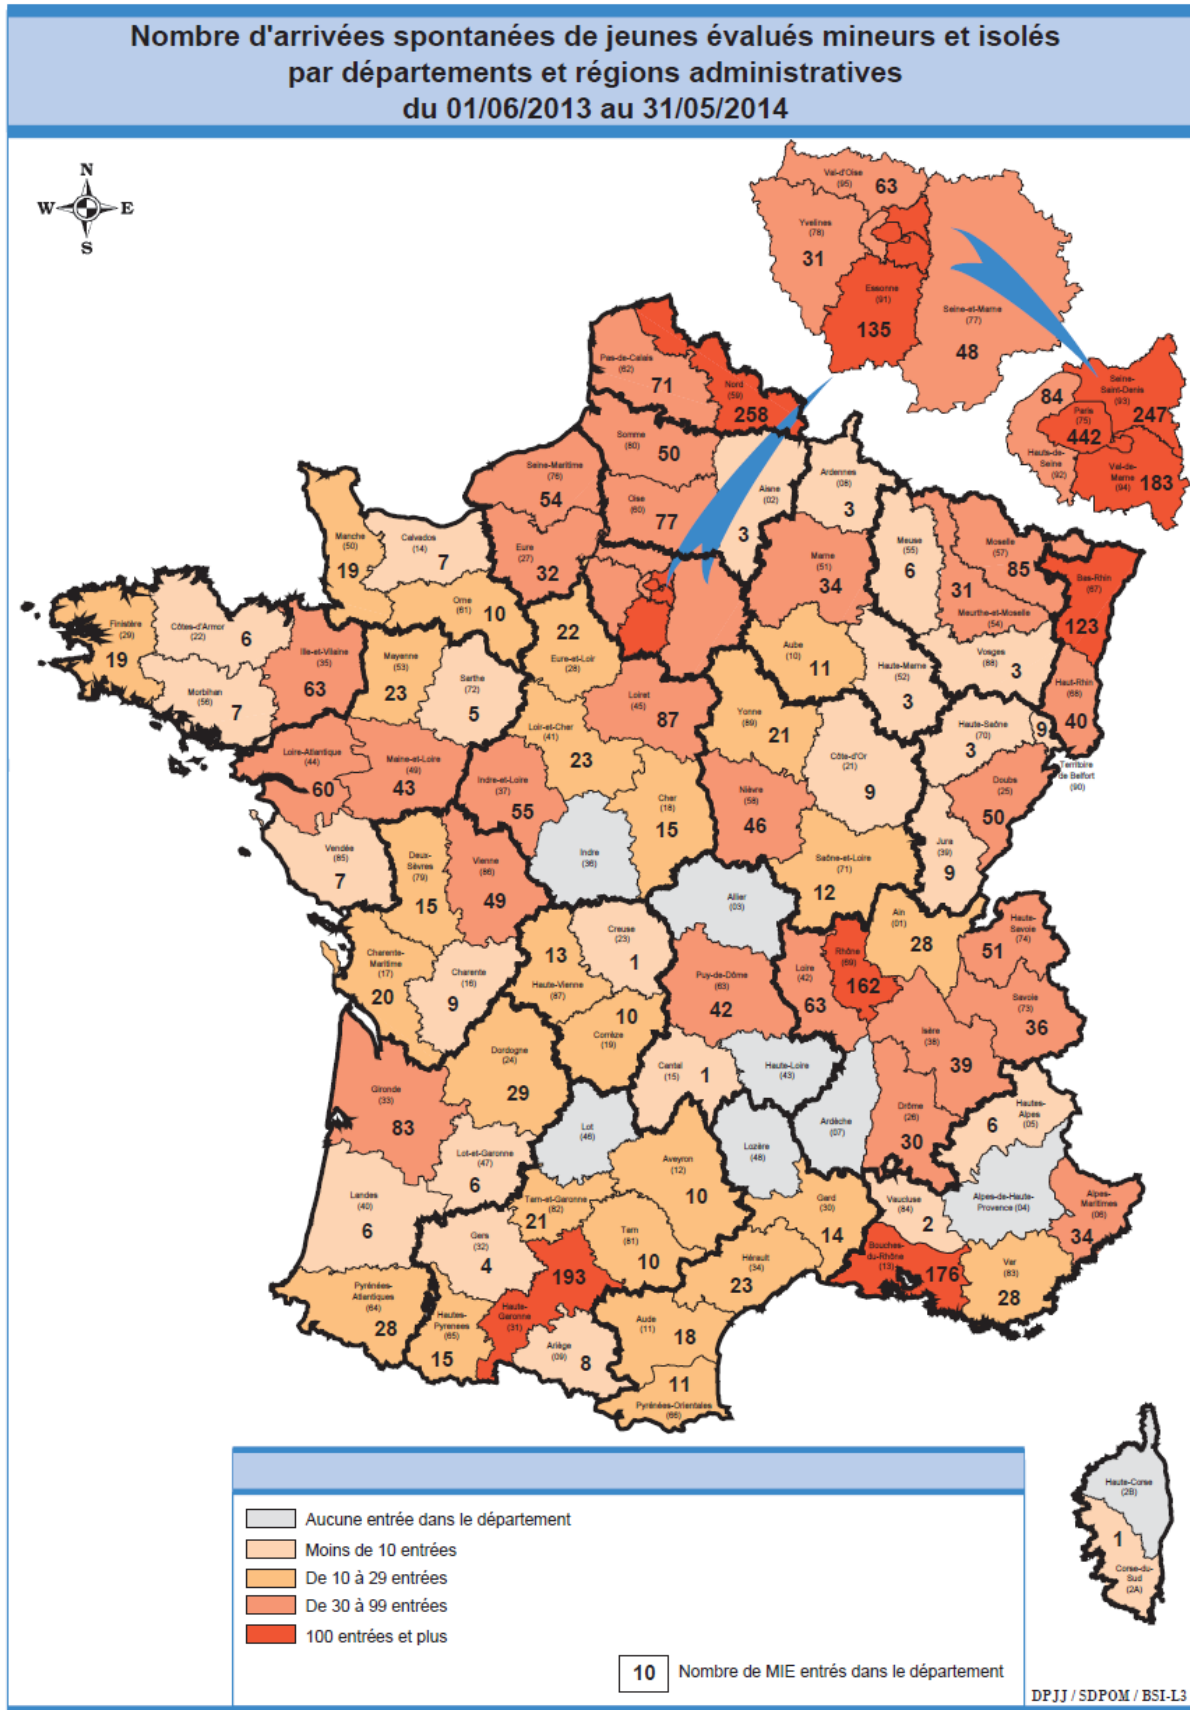 Nombre d'arrivées spontanées de jeunes évalués mineurs et isolés
par départements et régions administratives
du 01/06/2013 au 31/05/2014
N
W E
S
Val-d'Oise
(95)
63
Yvelines
(78)
31
Essonne
(91)
135
Seine-et-Marne
(77)
48
Seine-
Saint-Denis
(93)
247
84
Hauts-de-
Seine
(92)
Paris
(75)
442
Val-de-
Marne
(94)
183
Pas-de-Calais
(62)
71
Nord
(59)
258
Somme
(80)
50
Seine-Maritime
(76)
54
Oise
(60)
77
Aisne
(02)
3
Ardennes
(08)
3
Manche
(50)
19
Calvados
(14)
7
Eure
(27)
32
Marne
(51)
34
Meuse
(55)
6
Moselle
(57)
85
31
Meurthe-et-Moselle
(54)
Bas-Rhin
(67)
123
Orne
(61)
10
22
Eure-et-Loir
(28)
Aube
(10)
11
Haute-Marne
(52)
3
Vosges
(88)
3
Haut-Rhin
(68)
40
Finistère
(29)
19
Côtes-d'Armor
(22)
6
Morbihan
(56)
7
Ille-et-Vilaine
(35)
63
Mayenne
(53)
23
Sarthe
(72)
5
Loir-et-Cher
(41)
23
Loiret
(45)
87
Yonne
(89)
21
Côte-d'Or
(21)
9
Haute-Saône
(70)
3
9
Territoire
de Belfort
(90)
Loire-Atlantique
(44)
60
Maine-et-Loire
(49)
43
Indre-et-Loire
(37)
55
Cher
(18)
15
Nièvre
(58)
46
Doubs
(25)
50
Vendée
(85)
7
Deux-
Sèvres
(79)
15
Vienne
(86)
49
Indre
(36)
Allier
(03)
Saône-et-Loire
(71)
12
Jura
(39)
9
Charente-
Maritime
(17)
20
Charente
(16)
9
13
Haute-Vienne
(87)
Creuse
(23)
1
Puy-de-Dôme
(63)
42
Loire
(42)
63
Rhône
(69)
162
Ain
(01)
28
Haute-
Savoie
(74)
51
Savoie
(73)
36
10
Corrèze
(19)
Isère
(38)
39
Dordogne
(24)
29
Cantal
(15)
1
Haute-Loire
(43)
Ardèche
(07)
Drôme
(26)
30
Hautes-
Alpes
(05)
6
Gironde
(33)
83
Lot
(46)
Lozère
(48)
Lot-et-Garonne
(47)
6
Aveyron
(12)
10
Landes
(40)
6
Tarn-et-Garonne
(82)
21
Tarn
(81)
10
Gard
(30)
14
Vaucluse
(84)
2
Alpes-de-Haute-
Provence (04)
Alpes-
Maritimes
(06)
34
Gers
(32)
4
193
Haute-
Garonne
(31)
Hérault
(34)
23
Bouches-
du-Rhône
(13)
176
Var
(83)
28
Pyrénées-
Atlantiques
(64)
28
Hautes-
Pyrenees
(65)
15
Ariège
(09)
8
Aude
(11)
18
11
Pyrénées-Orientales
(66)
Haute-Corse
(2B)
1
Corse-du-
Sud
(2A)
Aucune entrée dans le département
Moins de 10 entrées
De 10 à 29 entrées
De 30 à 99 entrées
100 entrées et plus
10 Nombre de MIE entrés dans le département
DPJJ / SDPOM / BSI-L3